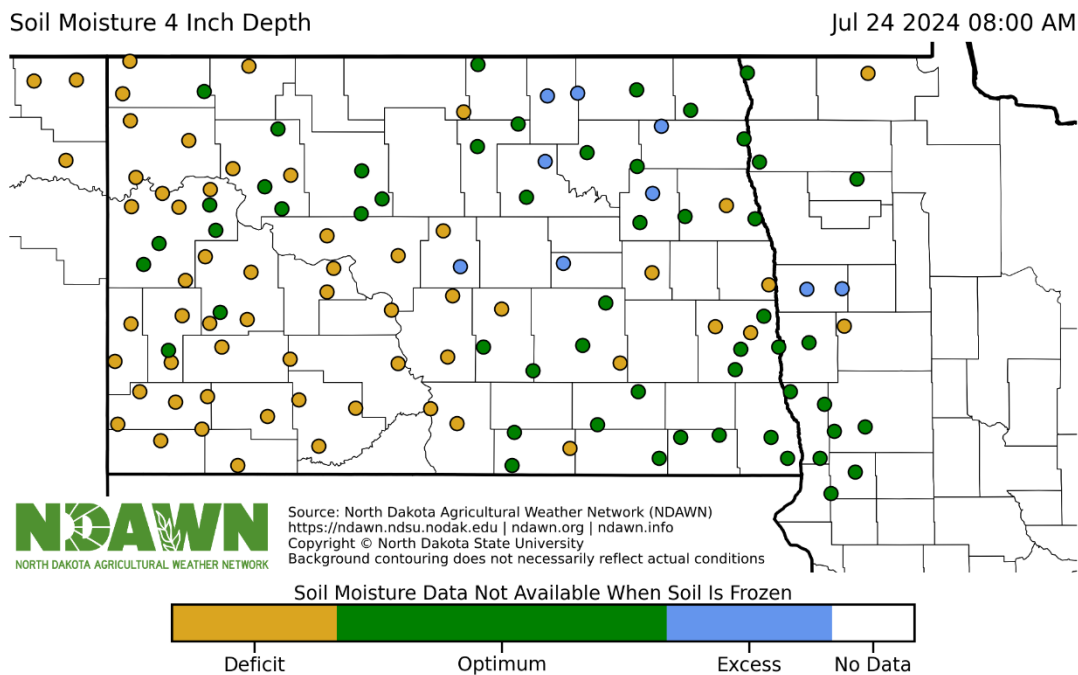 Soil Moisture 4 Inch Depth
Jul 24 2024 08:00 AM
NDAWN
NORTH DAKOTA AGRICULTURAL WEATHER NETWORK
Source: North Dakota Agricultural Weather Network (NDAWN)
https://ndawn.ndsu.nodak.edu | ndawn.org | ndawn.info
Copyright © North Dakota State University
Background contouring does not necessarily reflect actual conditions
Soil Moisture Data Not Available When Soil Is Frozen
Deficit
Optimum
Excess
No Data